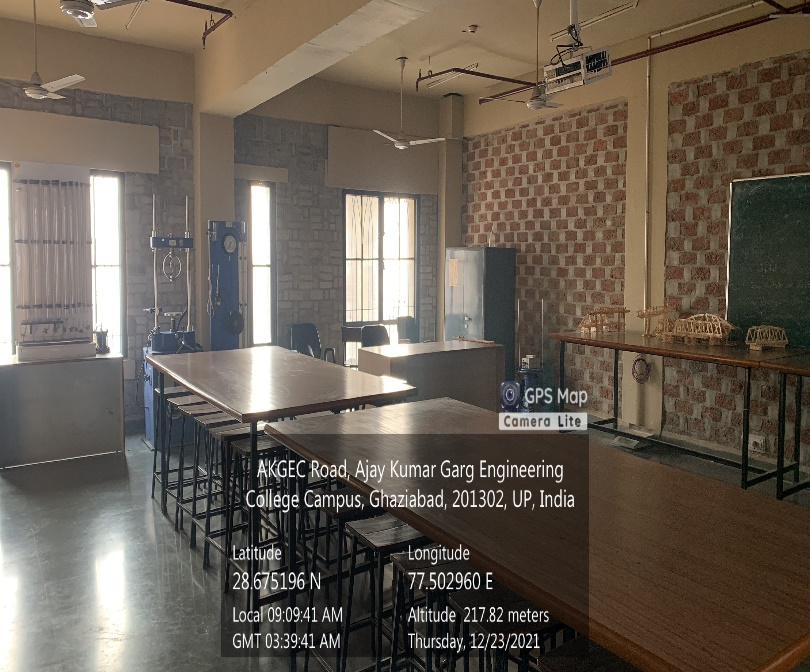 GPS Map
Camera Lite
AKGEC Road, Ajay Kumar Garg Engineering
College Campus, Ghaziabad, 201302, UP, India
Latitude
28.675196 N
Longitude
77.502960 E
Local 09:09:41 AM
Altitude 217.82 meters
GMT 03:39:41 AM
Thursday, 12/23/2021